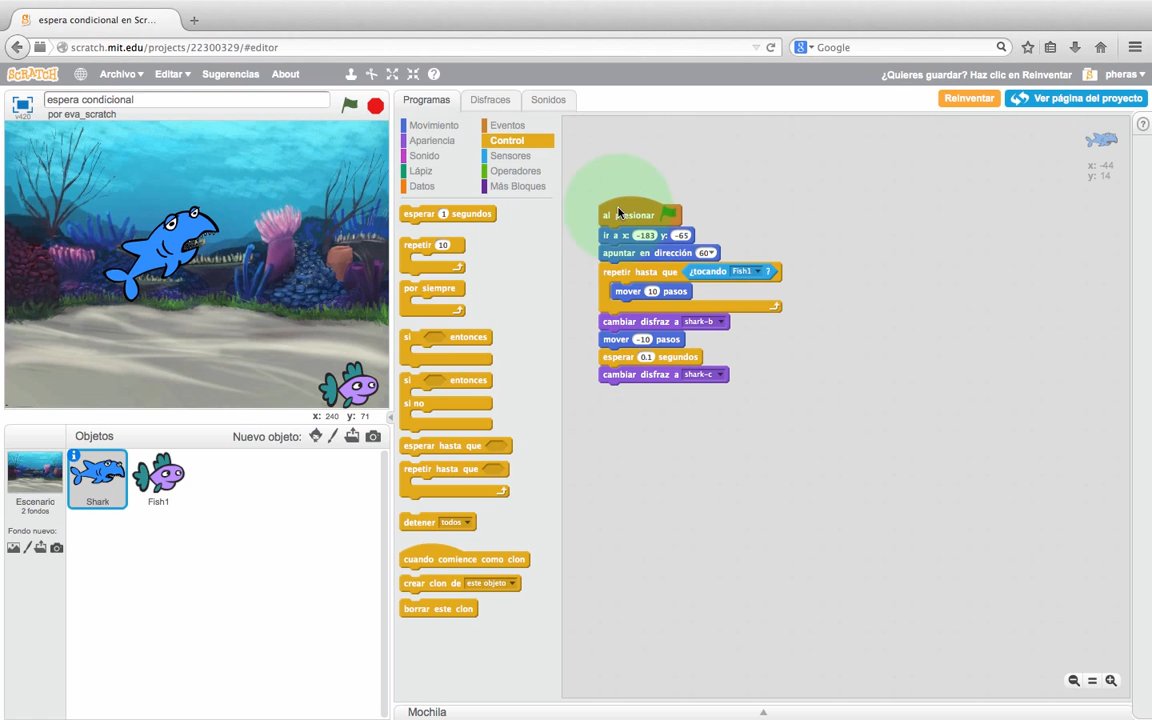 espera condicional en Scr...
scratch.mit.edu/projects/22300329/#editor
Google
SCRATCH Archivo Editar Sugerencias About
¿Quieres guardar? Haz clic en Reinventar pheras
espera condicional
por eva_scratch
v420
Programas Disfraces Sonidos
Reinventar Ver página del proyecto
Movimiento Eventos
Apariencia Control
Sonido Sensores
Lápiz Operadores
Datos Más Bloques
esperar 1 segundos
repetir 10
por siempre
si entonces
si entonces
si no
esperar hasta que
repetir hasta que
detener todos
cuando comience como clon
crear clon de este objeto
borrar este clon
al presionar
ir a x: -183 y: -65
apuntar en dirección 60
repetir hasta que ¿tocando Fish1 ?
mover 10 pasos
cambiar disfraz a shark-b
mover -10 pasos
esperar 0.1 segundos
cambiar disfraz a shark-c
x: -44
y: 14
x: 240 y: 71
Objetos Nuevo objeto:
Escenario
2 fondos
Shark
Fish1
Fondo nuevo:
Mochila